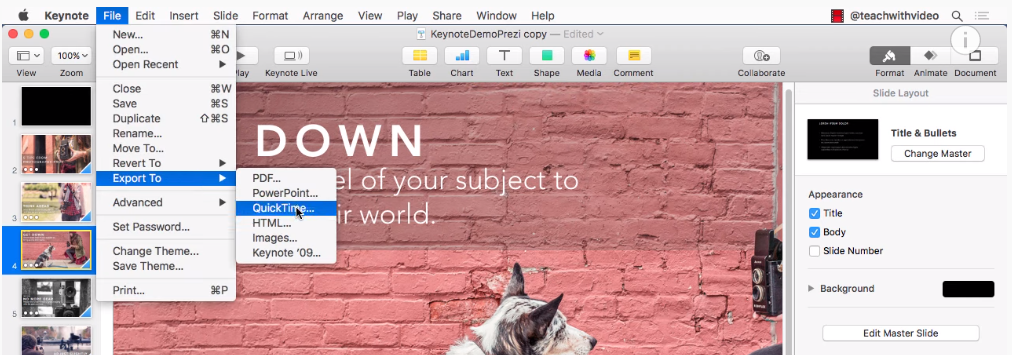 Keynote File Edit Insert Slide Format Arrange View Play Share Window Help @teachwithvideo
KeynoteDemoPrezi copy — Edited
100%
View Zoom Play Keynote Live Table Chart Text Shape Media Comment Collaborate Format Animate Document
New... ⌘N
Open... ⌘O
Open Recent ▶
Close ⌘W
Save ⌘S
Duplicate ⇧⌘S
Rename...
Move To...
Revert To ▶
Export To ▶
Advanced ▶
Set Password...
Change Theme...
Save Theme...
Print... ⌘P
PDF...
PowerPoint...
QuickTime...
HTML...
Images...
Keynote '09...
1
2
3
4
5
DOWN
el of your subject to
ir world.
Slide Layout
Title & Bullets
Change Master
Appearance
Title
Body
Slide Number
Background
Edit Master Slide